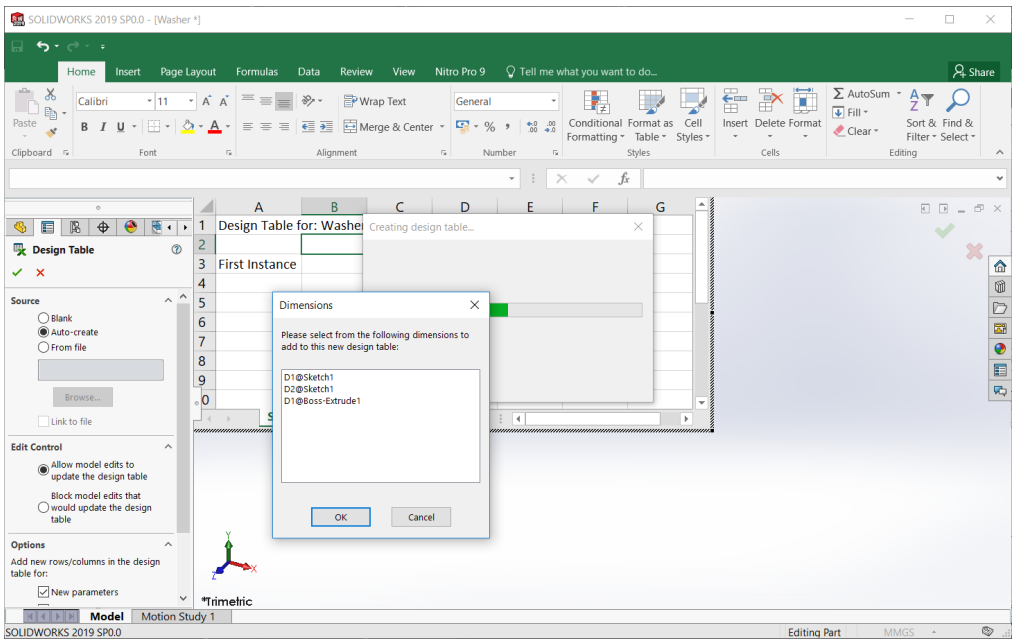 SOLIDWORKS 2019 SP0.0 - [Washer *]
Home Insert Page Layout Formulas Data Review View Nitro Pro 9 Tell me what you want to do... Share
Calibri 11 A A Wrap Text General AutoSum
Paste Fill
B I U A Merge & Center % , Conditional Format as Cell Insert Delete Format Sort & Find &
Clear Formatting Table Styles Filter Select
Clipboard Font Alignment Number Styles Cells Editing
fx
A B C D E F G
1 Design Table for: Washer
Creating design table...
2
3 First Instance
4
5
6
7
8
9
0
Design Table
Source
Blank
Auto-create
From file
Browse...
Link to file
Edit Control
Allow model edits to
update the design table
Block model edits that
would update the design
table
Options
Add new rows/columns in the design
table for:
New parameters
Dimensions
Please select from the following dimensions to
add to this new design table:
D1@Sketch1
D2@Sketch1
D1@Boss-Extrude1
OK Cancel
S
Y
X
Z
*Trimetric
Model Motion Study 1
SOLIDWORKS 2019 SP0.0 Editing Part MMGS